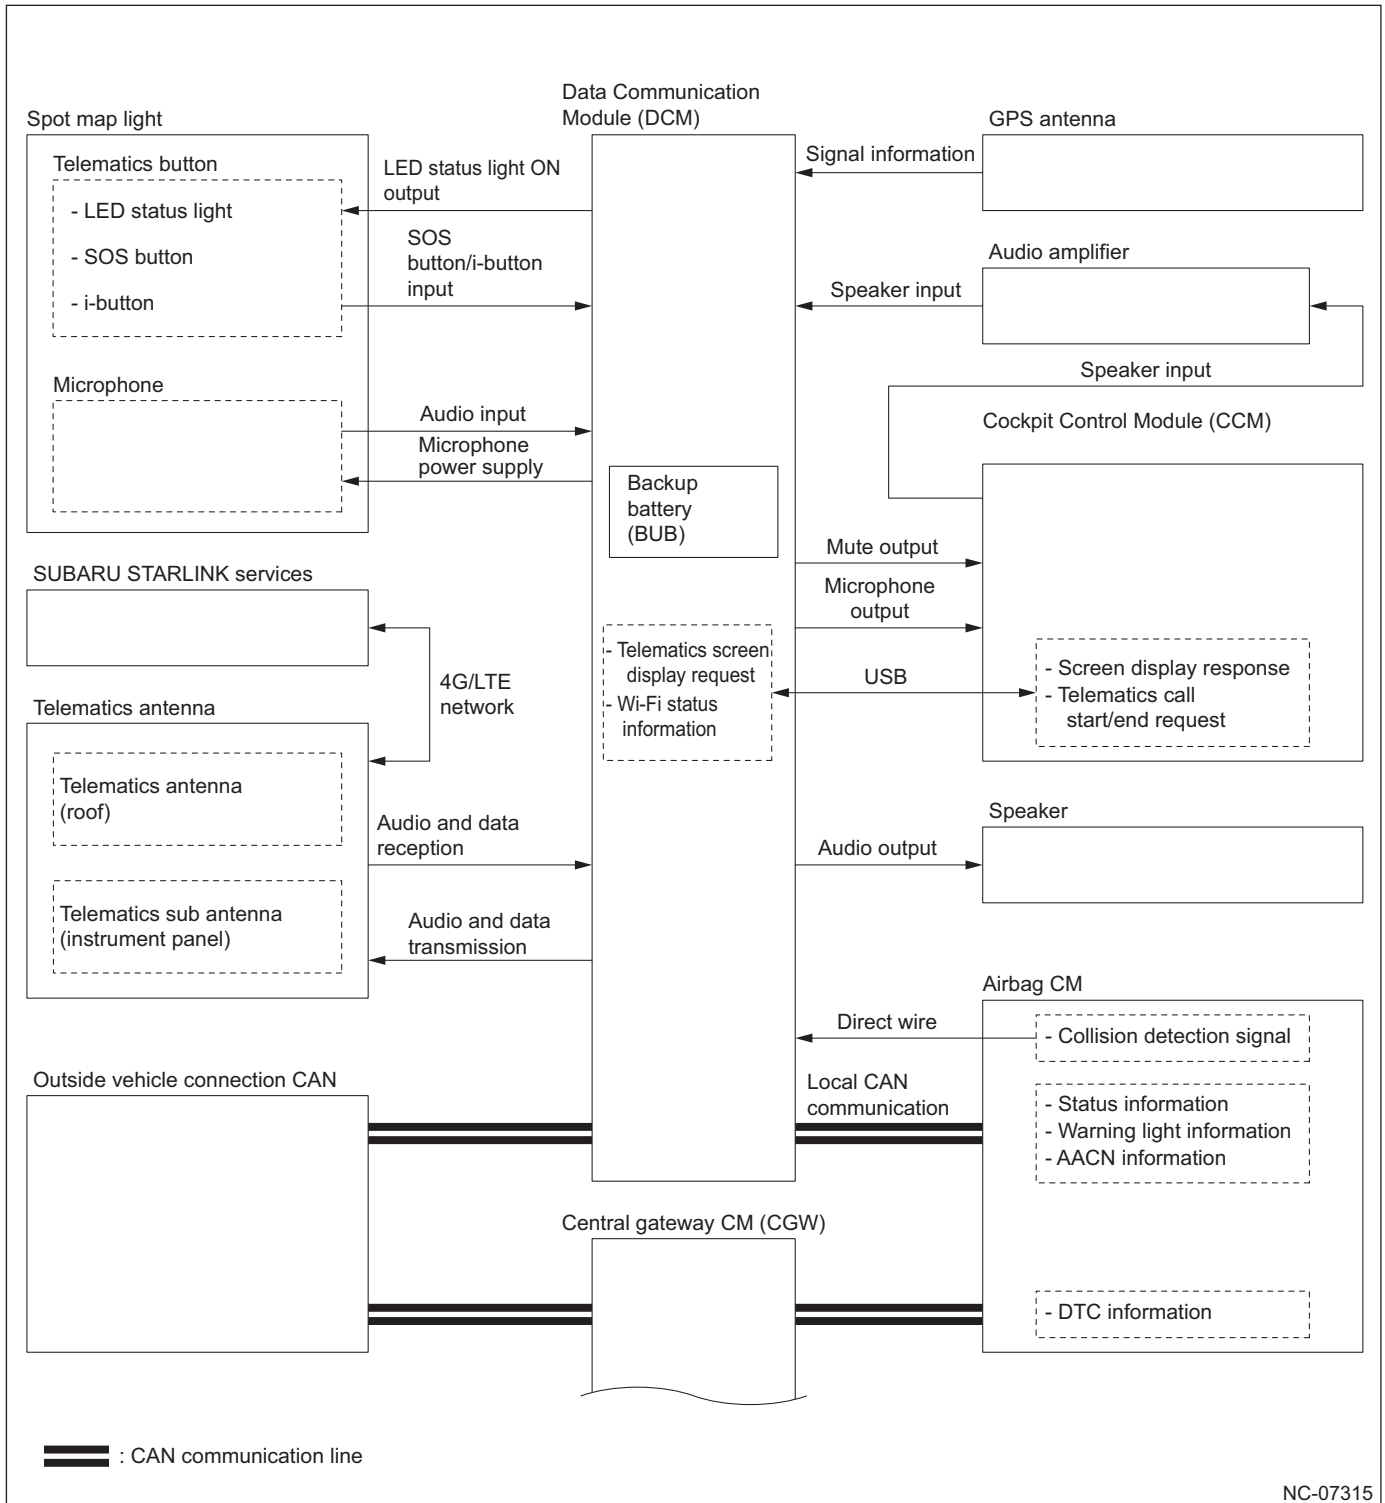 Data Communication
Module (DCM)
Spot map light
GPS antenna
Telematics button
- LED status light
- SOS button
- i-button
LED status light ON
output
SOS
button/i-button
input
Signal information
Audio amplifier
Speaker input
Speaker input
Microphone
Audio input
Microphone
power supply
Cockpit Control Module (CCM)
Backup
battery
(BUB)
Mute output
Microphone
output
SUBARU STARLINK services
- Telematics screen
display request
- Wi-Fi status
information
USB
- Screen display response
- Telematics call
start/end request
4G/LTE
network
Telematics antenna
Telematics antenna
(roof)
Audio and data
reception
Speaker
Audio output
Telematics sub antenna
(instrument panel)
Audio and data
transmission
Airbag CM
Direct wire
- Collision detection signal
Outside vehicle connection CAN
Local CAN
communication
- Status information
- Warning light information
- AACN information
Central gateway CM (CGW)
- DTC information
: CAN communication line
NC-07315